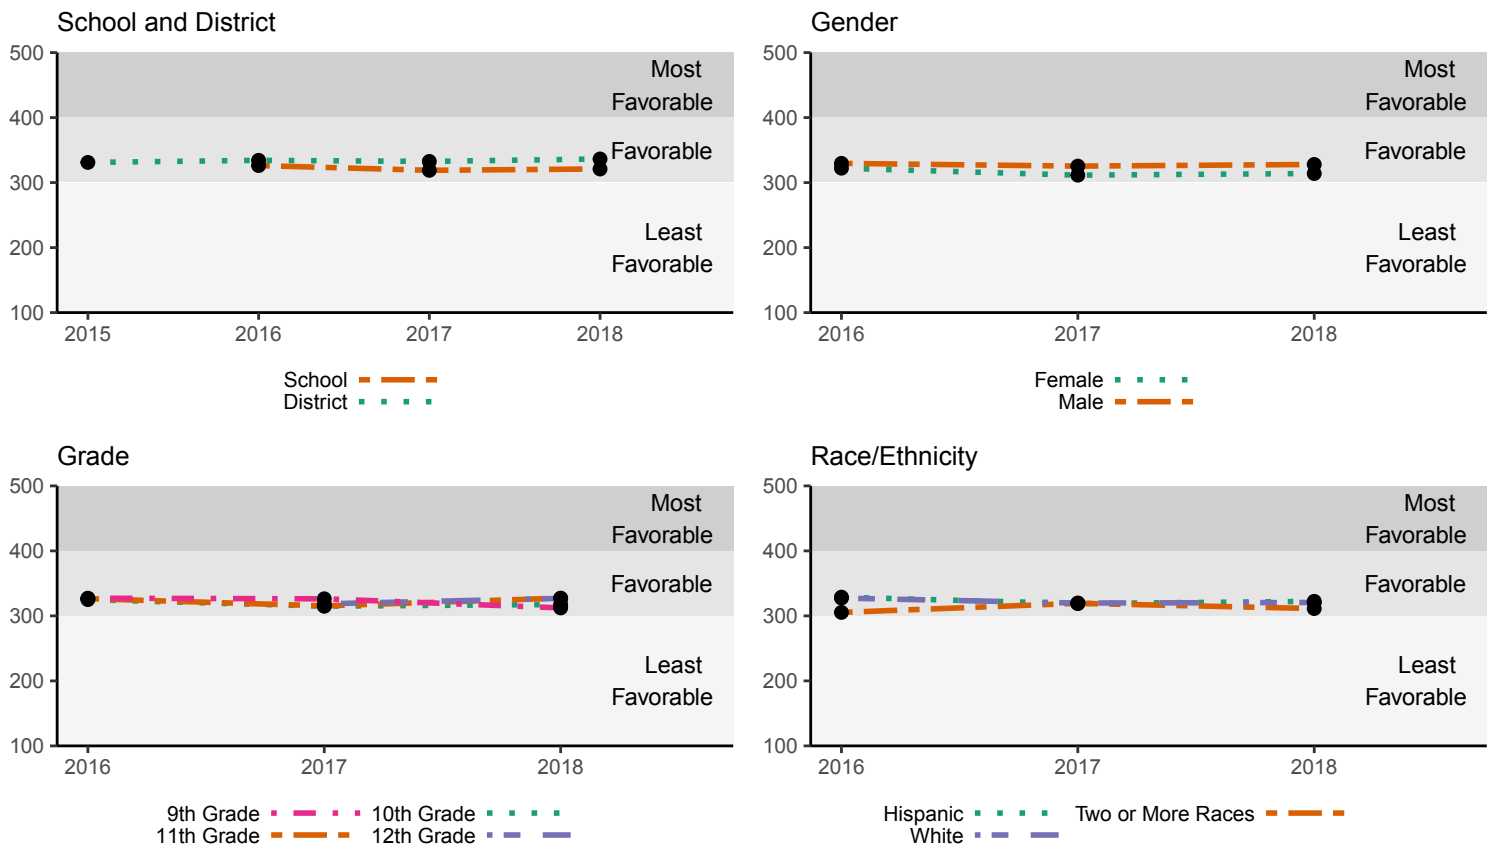 School and District
500
400
300
200
100
Most
Favorable
Favorable
Least
Favorable
2015 2016 2017 2018
School
District
Gender
500
400
300
200
100
Most
Favorable
Favorable
Least
Favorable
2016 2017 2018
Female
Male
Grade
500
400
300
200
100
Most
Favorable
Favorable
Least
Favorable
2016 2017 2018
9th Grade 10th Grade
11th Grade 12th Grade
Race/Ethnicity
500
400
300
200
100
Most
Favorable
Favorable
Least
Favorable
2016 2017 2018
Hispanic Two or More Races
White